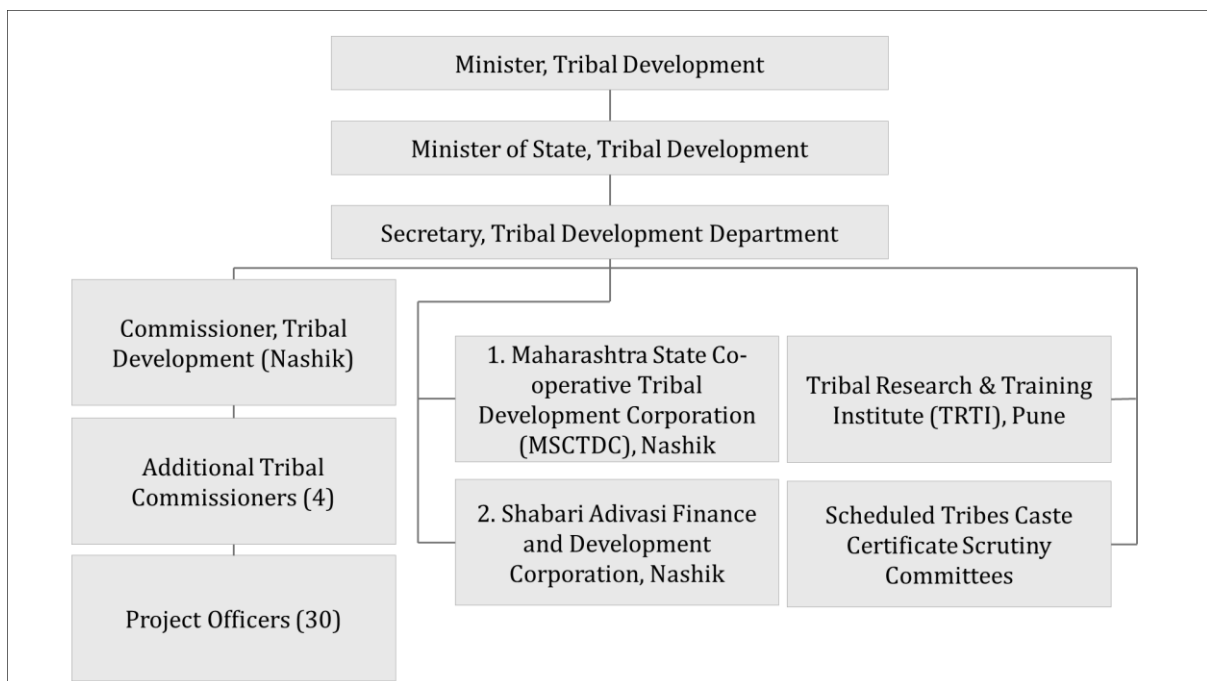 Minister, Tribal Development
Minister of State, Tribal Development
Secretary, Tribal Development Department
Commissioner, Tribal
Development (Nashik)
Additional Tribal
Commissioners (4)
Project Officers (30)
1. Maharashtra State Co-
operative Tribal
Development Corporation
(MSCTDC), Nashik
2. Shabari Adivasi Finance
and Development
Corporation, Nashik
Tribal Research & Training
Institute (TRTI), Pune
Scheduled Tribes Caste
Certificate Scrutiny
Committees